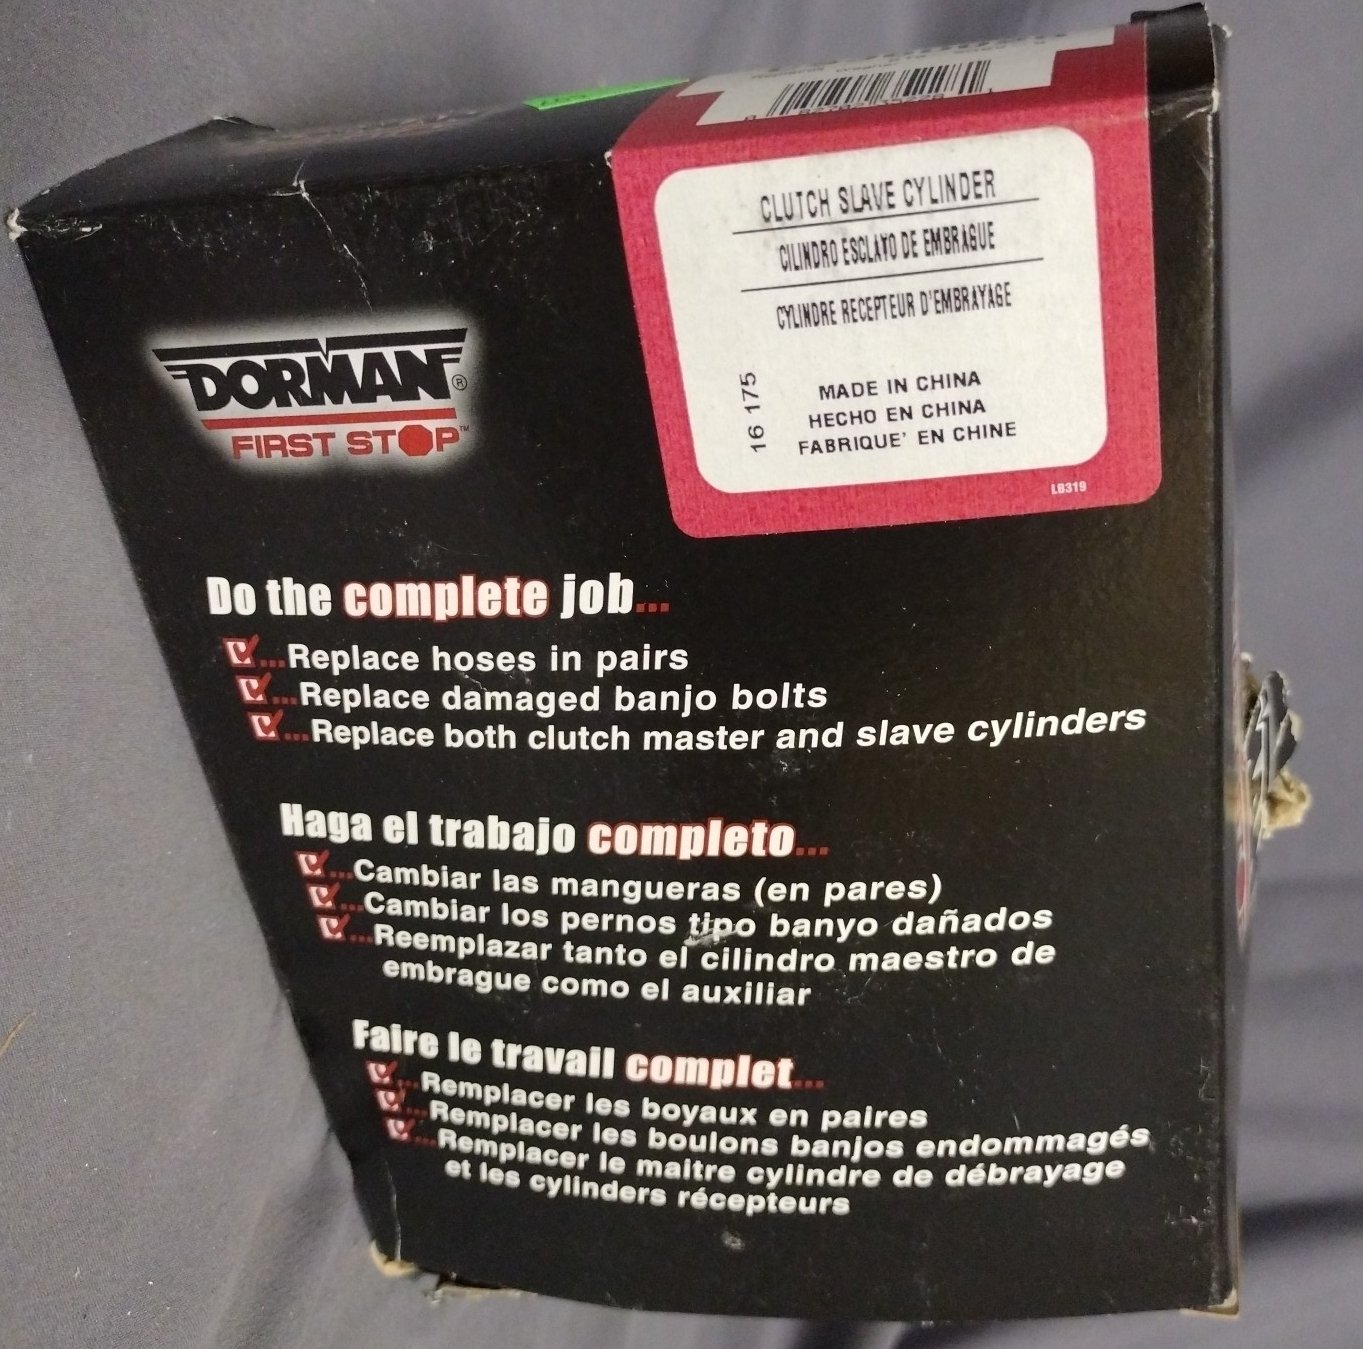 CLUTCH SLAVE CYLINDER
CILINDRO ESCLAVO DE EMBRAGUE
CYLINDRE RECEPTEUR D'EMBRAYAGE
16 175
MADE IN CHINA
HECHO EN CHINA
FABRIQUE' EN CHINE
LB319
DORMAN®
FIRST STOP™
Do the complete job...
...Replace hoses in pairs
...Replace damaged banjo bolts
...Replace both clutch master and slave cylinders
Haga el trabajo completo...
...Cambiar las mangueras (en pares)
...Cambiar los pernos tipo banyo dañados
...Reemplazar tanto el cilindro maestro de
embrague como el auxiliar
Faire le travail complet...
...Remplacer les boyaux en paires
...Remplacer les boulons banjos endommagés
...Remplacer le maitre cylindre de débrayage
et les cylinders récepteurs